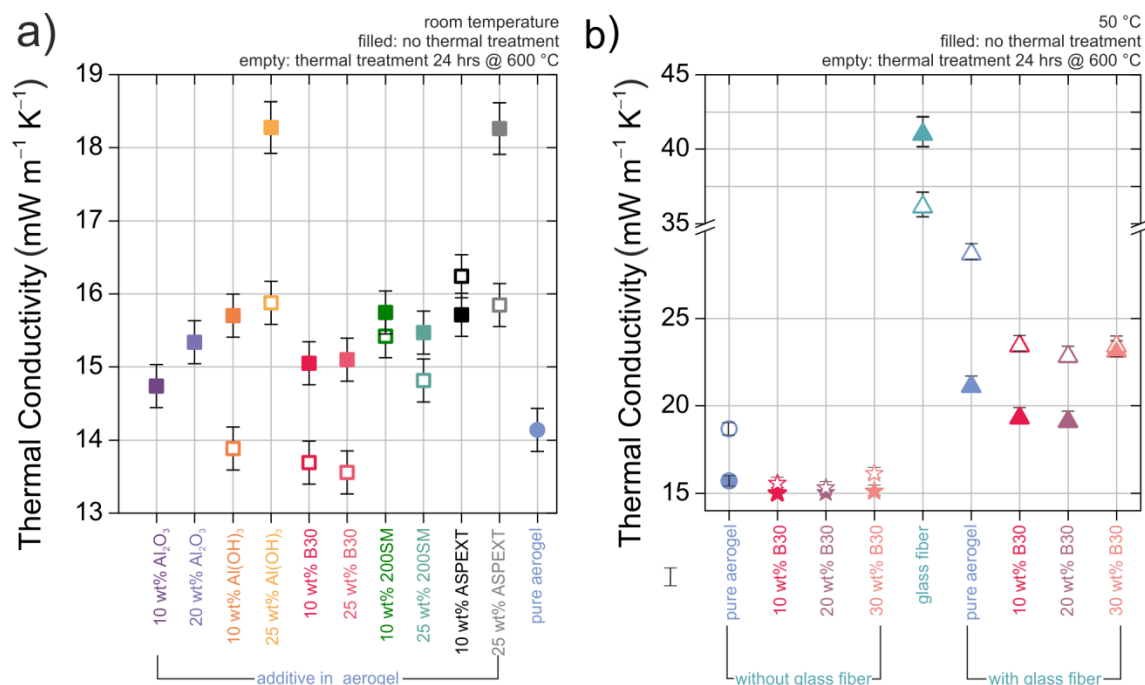 a)
room temperature
filled: no thermal treatment
empty: thermal treatment 24 hrs @ 600 °C
Thermal Conductivity (mW m⁻¹ K⁻¹)
19
18
17
16
15
14
13
10 wt% Al₂O₃
20 wt% Al₂O₃
10 wt% Al(OH)₃
25 wt% Al(OH)₃
10 wt% B30
25 wt% B30
10 wt% 200SM
25 wt% 200SM
10 wt% ASPEXT
25 wt% ASPEXT
pure aerogel
additive in aerogel
b)
50 °C
filled: no thermal treatment
empty: thermal treatment 24 hrs @ 600 °C
Thermal Conductivity (mW m⁻¹ K⁻¹)
45
40
35
25
20
15
pure aerogel
10 wt% B30
20 wt% B30
30 wt% B30
glass fiber
pure aerogel
10 wt% B30
20 wt% B30
30 wt% B30
without glass fiber
with glass fiber